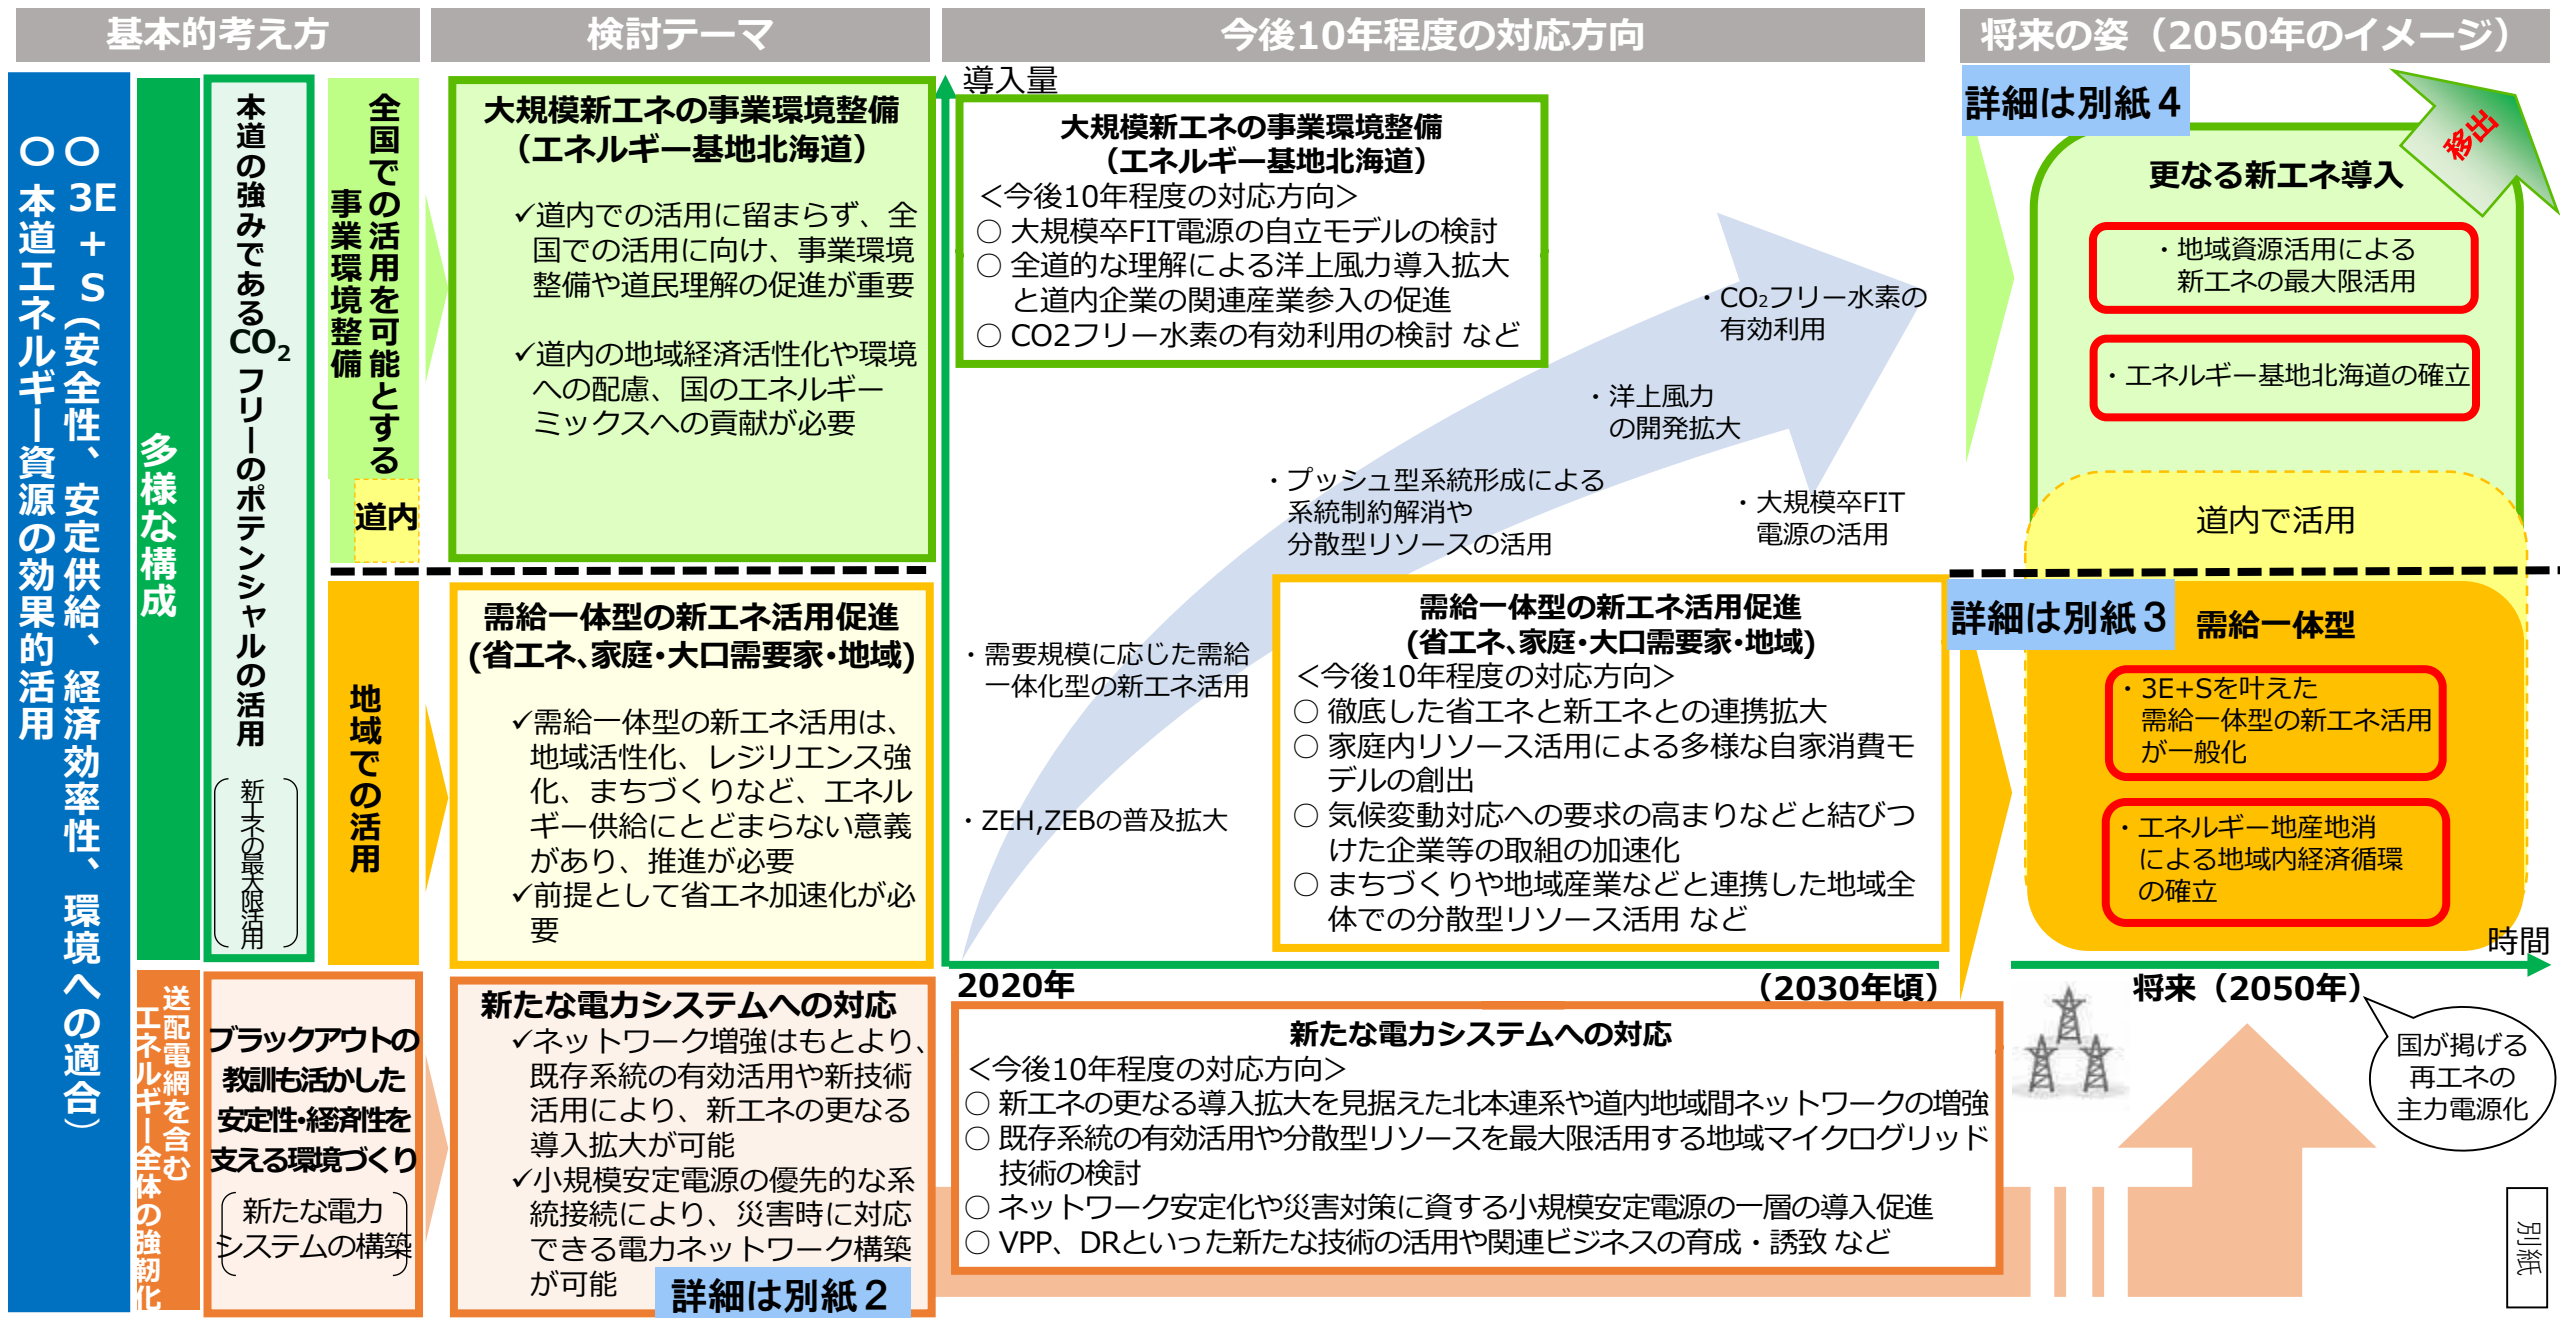 基本的考え方
検討テーマ
今後10年程度の対応方向
将来の姿（2050年のイメージ）
○ 3E＋S（安全性、安定供給、経済効率性、環境への適合）
○ 本道エネルギー資源の効果的活用
多様な構成
本道の強みであるCO2フリーのポテンシャルの活用
新エネの最大限活用
全国での活用を可能とする
事業環境整備
道内
地域での活用
送配電網を含む
エネルギー全体の強靭化
ブラックアウトの
教訓も活かした
安定性・経済性を
支える環境づくり
新たな電力
システムの構築
大規模新エネの事業環境整備
（エネルギー基地北海道）
✓道内での活用に留まらず、全
国での活用に向け、事業環境
整備や道民理解の促進が重要
✓道内の地域経済活性化や環境
への配慮、国のエネルギー
ミックスへの貢献が必要
需給一体型の新エネ活用促進
(省エネ、家庭・大口需要家・地域)
✓需給一体型の新エネ活用は、
地域活性化、レジリエンス強
化、まちづくりなど、エネル
ギー供給にとどまらない意義
があり、推進が必要
✓前提として省エネ加速化が必
要
新たな電力システムへの対応
✓ネットワーク増強はもとより、
既存系統の有効活用や新技術
活用により、新エネの更なる
導入拡大が可能
✓小規模安定電源の優先的な系
統接続により、災害時に対応
できる電力ネットワーク構築
が可能
詳細は別紙２
導入量
大規模新エネの事業環境整備
（エネルギー基地北海道）
＜今後10年程度の対応方向＞
○ 大規模卒FIT電源の自立モデルの検討
○ 全道的な理解による洋上風力導入拡大
と道内企業の関連産業参入の促進
○ CO2フリー水素の有効利用の検討 など
・CO2フリー水素の
有効利用
・洋上風力
の開発拡大
・プッシュ型系統形成による
系統制約解消や
分散型リソースの活用
・大規模卒FIT
電源の活用
・需要規模に応じた需給
一体化型の新エネ活用
・ZEH,ZEBの普及拡大
需給一体型の新エネ活用促進
(省エネ、家庭・大口需要家・地域)
＜今後10年程度の対応方向＞
○ 徹底した省エネと新エネとの連携拡大
○ 家庭内リソース活用による多様な自家消費モ
デルの創出
○ 気候変動対応への要求の高まりなどと結びつ
けた企業等の取組の加速化
○ まちづくりや地域産業などと連携した地域全
体での分散型リソース活用 など
2020年
（2030年頃）
新たな電力システムへの対応
＜今後10年程度の対応方向＞
○ 新エネの更なる導入拡大を見据えた北本連系や道内地域間ネットワークの増強
○ 既存系統の有効活用や分散型リソースを最大限活用する地域マイクログリッド
技術の検討
○ ネットワーク安定化や災害対策に資する小規模安定電源の一層の導入促進
○ VPP、DRといった新たな技術の活用や関連ビジネスの育成・誘致 など
詳細は別紙４
移出
更なる新エネ導入
・地域資源活用による
新エネの最大限活用
・エネルギー基地北海道の確立
道内で活用
詳細は別紙３
需給一体型
・3E+Sを叶えた
需給一体型の新エネ活用
が一般化
・エネルギー地産地消
による地域内経済循環
の確立
時間
将来（2050年）
国が掲げる
再エネの
主力電源化
別紙